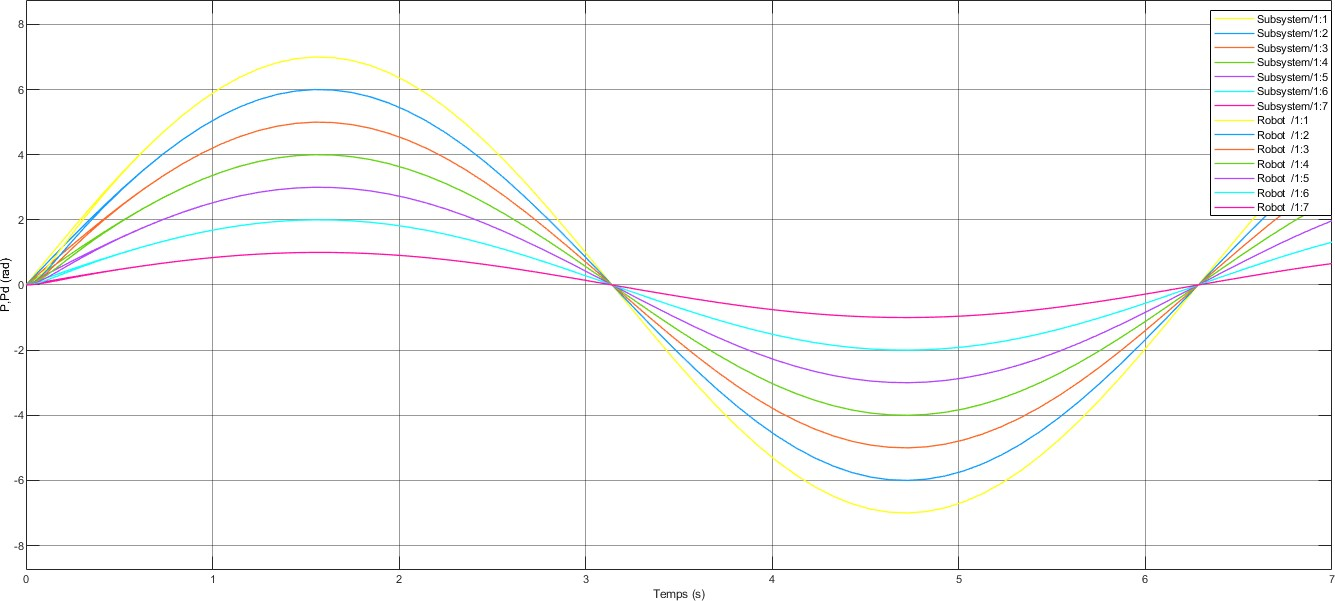 8
6
4
2
0
-2
-4
-6
-8
P,Pd (rad)
0 1 2 3 4 5 6 7
Temps (s)
Subsystem/1:1
Subsystem/1:2
Subsystem/1:3
Subsystem/1:4
Subsystem/1:5
Subsystem/1:6
Subsystem/1:7
Robot /1:1
Robot /1:2
Robot /1:3
Robot /1:4
Robot /1:5
Robot /1:6
Robot /1:7